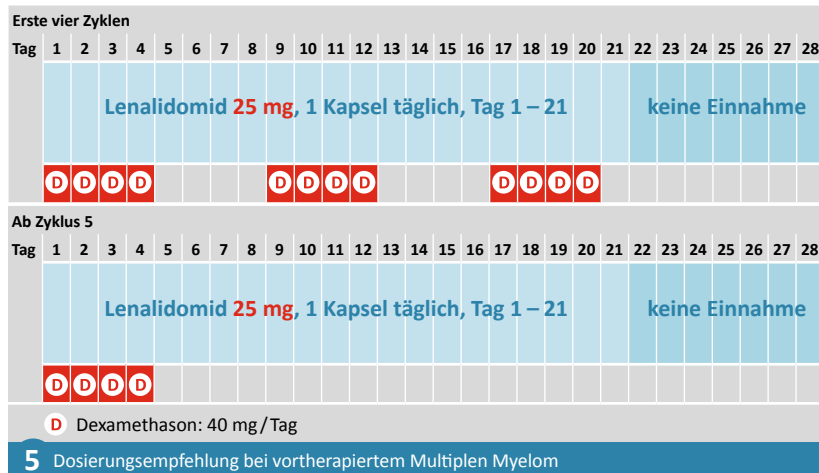 Erste vier Zyklen
Tag 1 2 3 4 5 6 7 8 9 10 11 12 13 14 15 16 17 18 19 20 21 22 23 24 25 26 27 28
Lenalidomid 25 mg, 1 Kapsel täglich, Tag 1 – 21 keine Einnahme
D D D D D D D D D D D D
Ab Zyklus 5
Tag 1 2 3 4 5 6 7 8 9 10 11 12 13 14 15 16 17 18 19 20 21 22 23 24 25 26 27 28
Lenalidomid 25 mg, 1 Kapsel täglich, Tag 1 – 21 keine Einnahme
D D D D
D Dexamethason: 40 mg / Tag
5 Dosierungsempfehlung bei vortherapiertem Multiplen Myelom